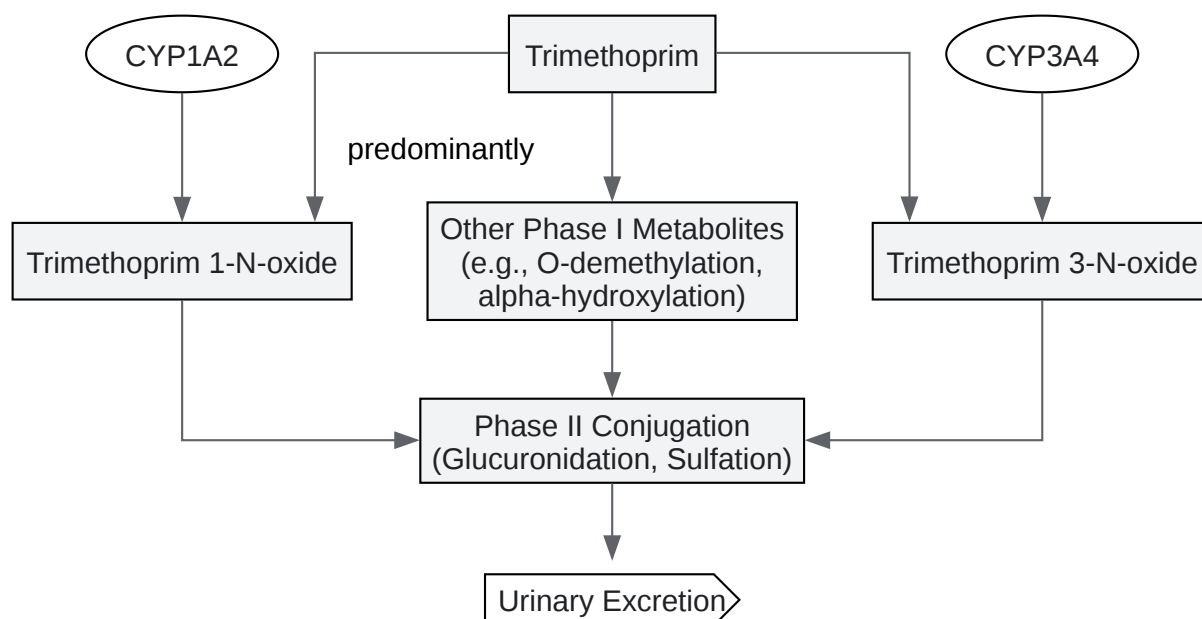 CYP1A2
Trimethoprim
CYP3A4
predominantly
Trimethoprim 1-N-oxide
Other Phase I Metabolites
(e.g., O-demethylation,
alpha-hydroxylation)
Trimethoprim 3-N-oxide
Phase II Conjugation
(Glucuronidation, Sulfation)
Urinary Excretion